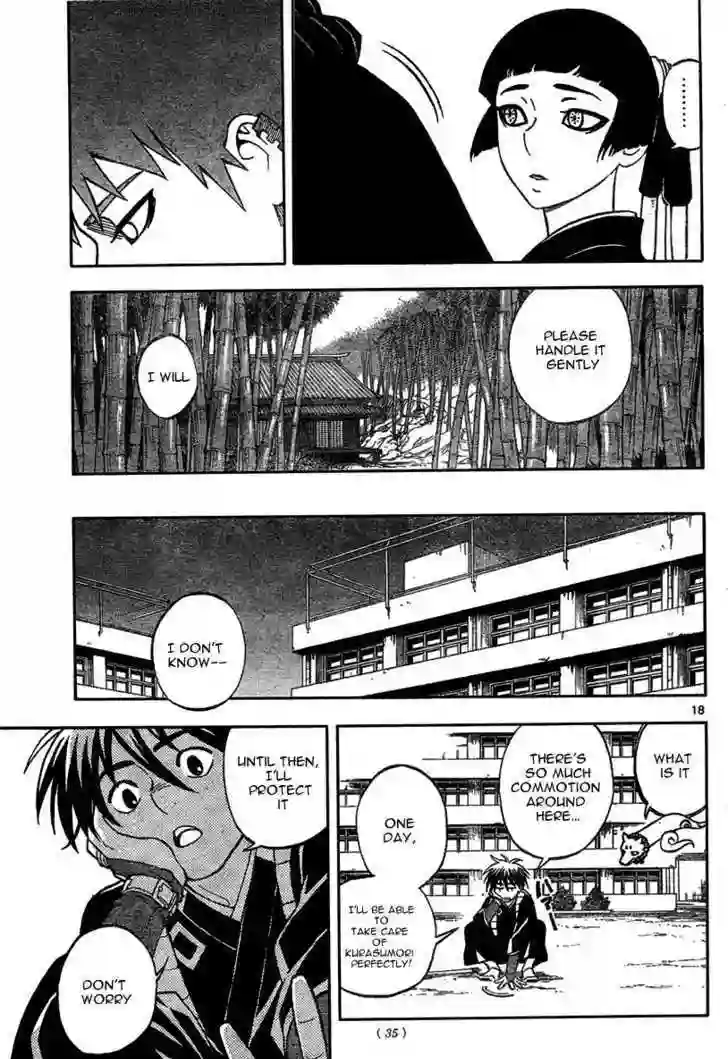 ........
PLEASE
HANDLE IT
GENTLY
I WILL
I DON'T
KNOW--
18
WHAT
IS IT
THERE'S
SO MUCH
COMMOTION
AROUND
HERE...
ONE
DAY,
I'LL BE ABLE
TO
TAKE CARE
OF
KURASUMORI
PERFECTLY!
UNTIL THEN,
I'LL
PROTECT
IT
DON'T
WORRY
( 35 )